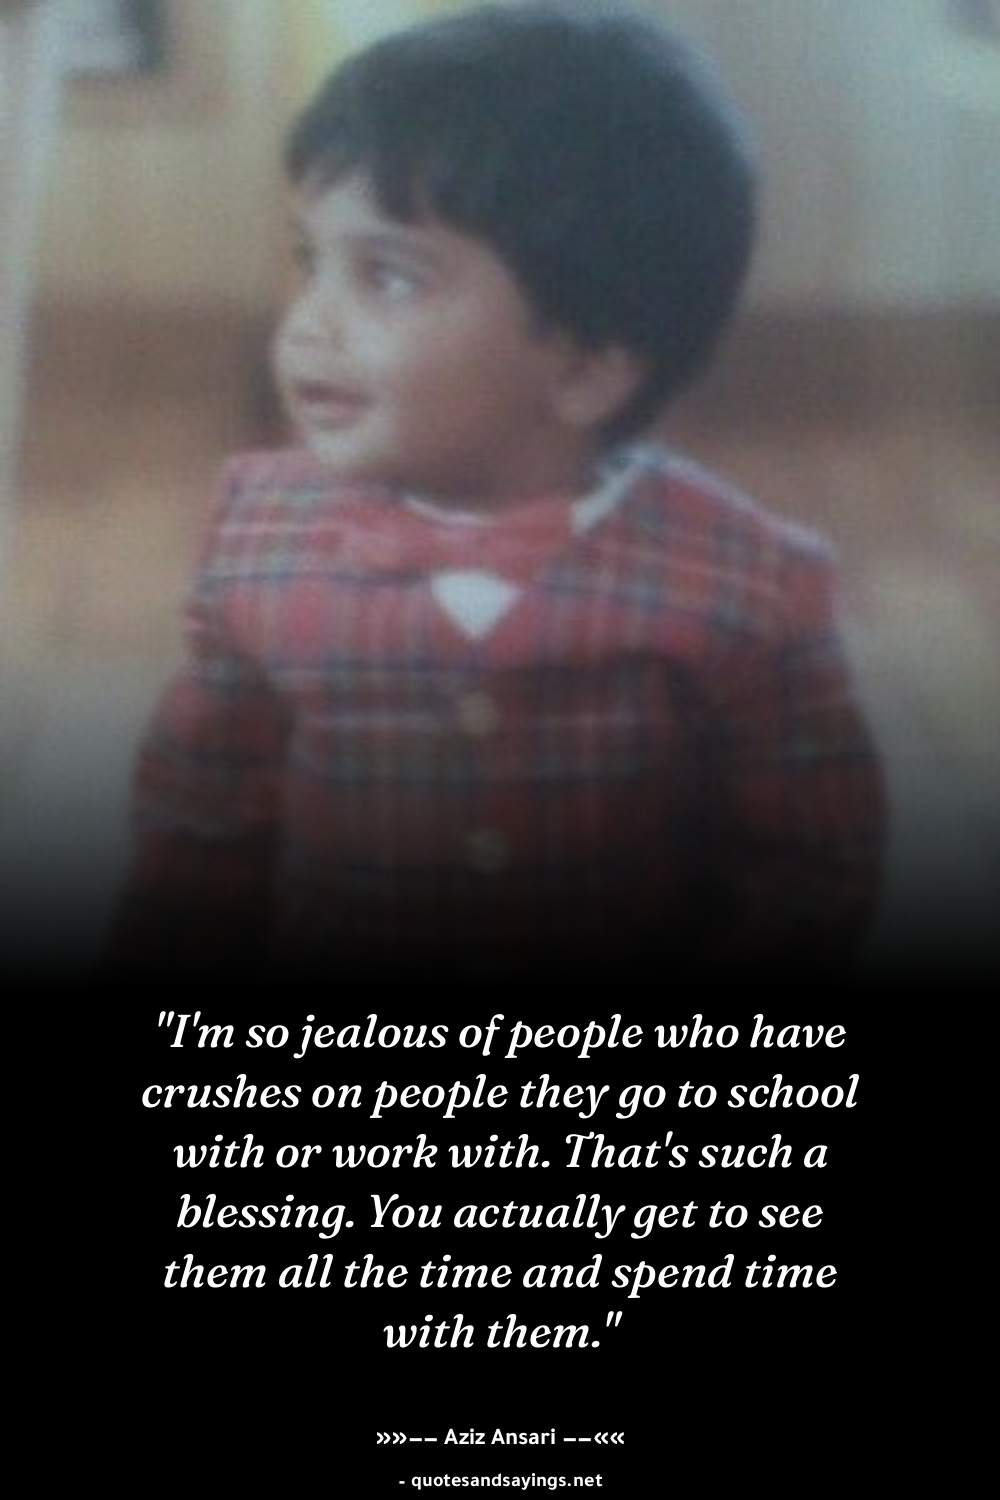 "I'm so jealous of people who have
crushes on people they go to school
with or work with. That's such a
blessing. You actually get to see
them all the time and spend time
with them."
»»—— Aziz Ansari ——««
- quotesandsayings.net